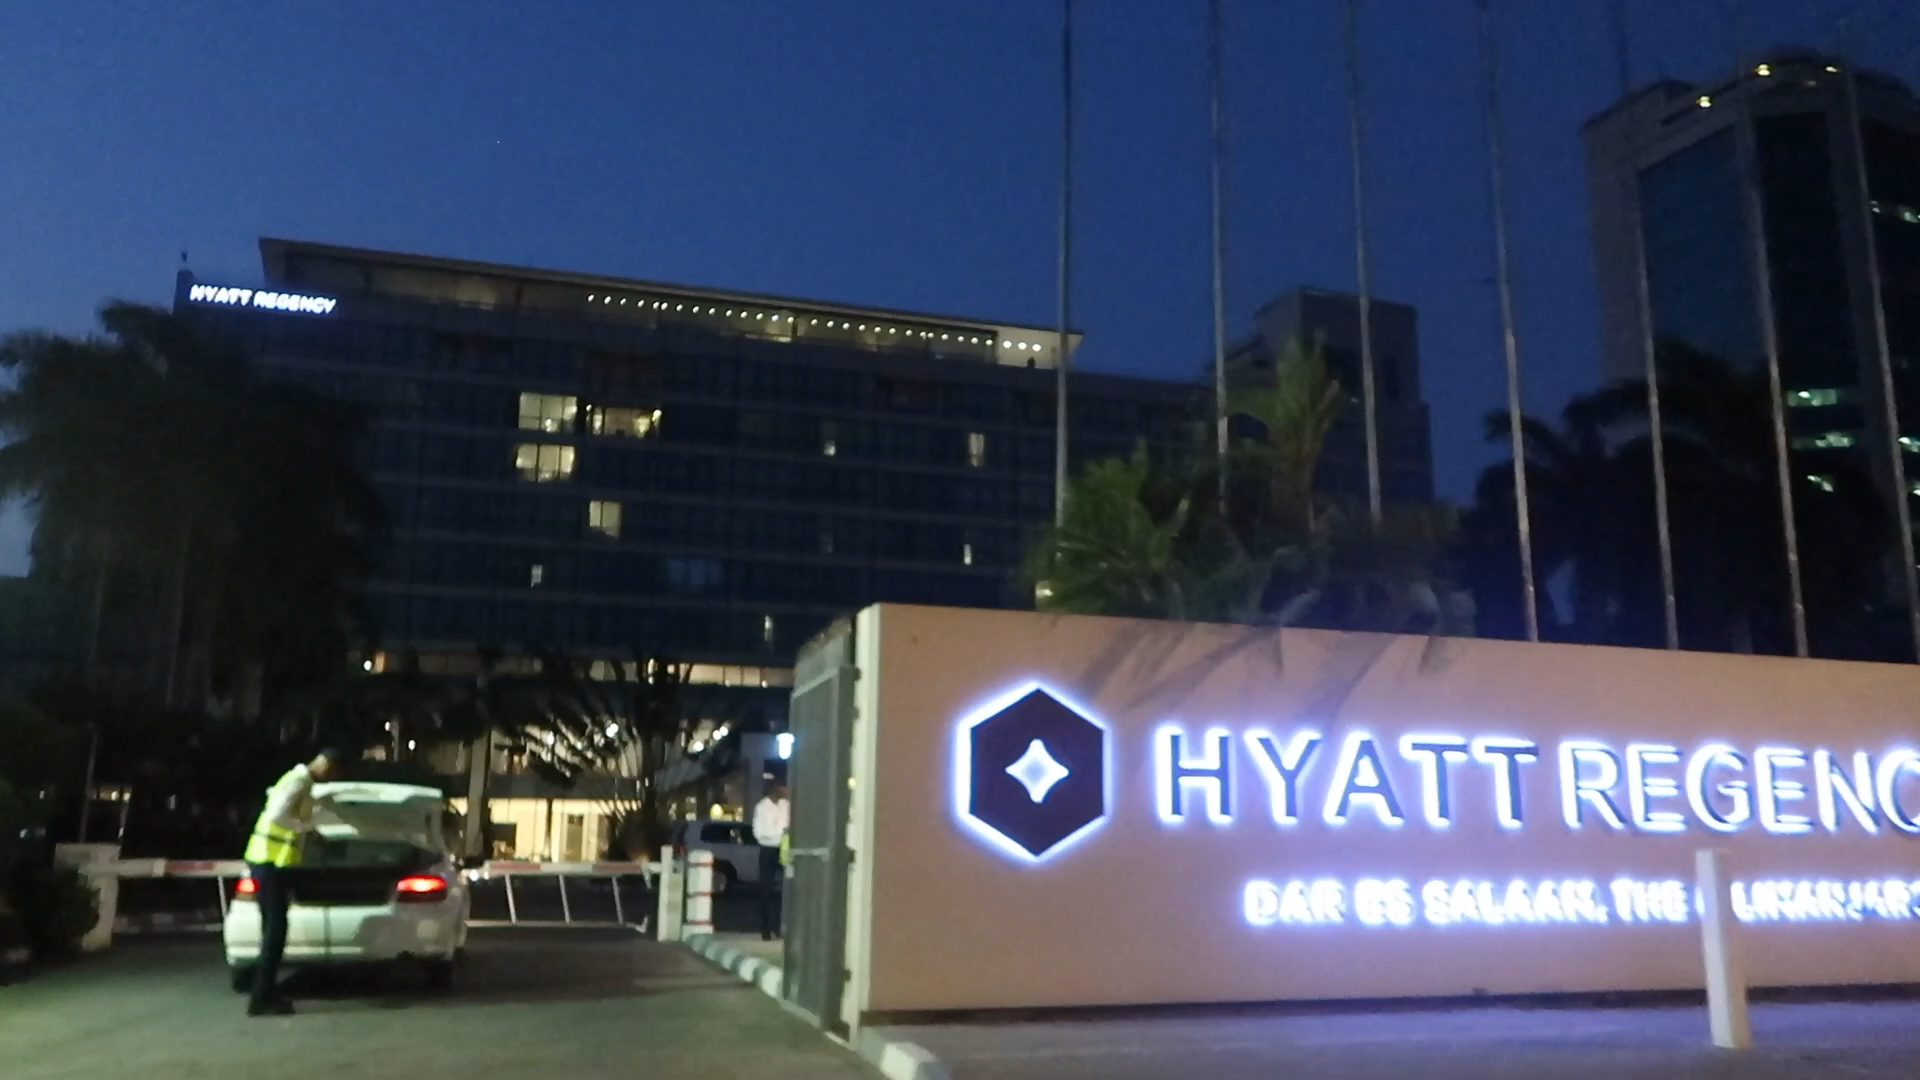 HYATT REGENCY
HYATT REGENC
DAR ES SALAAM, THE